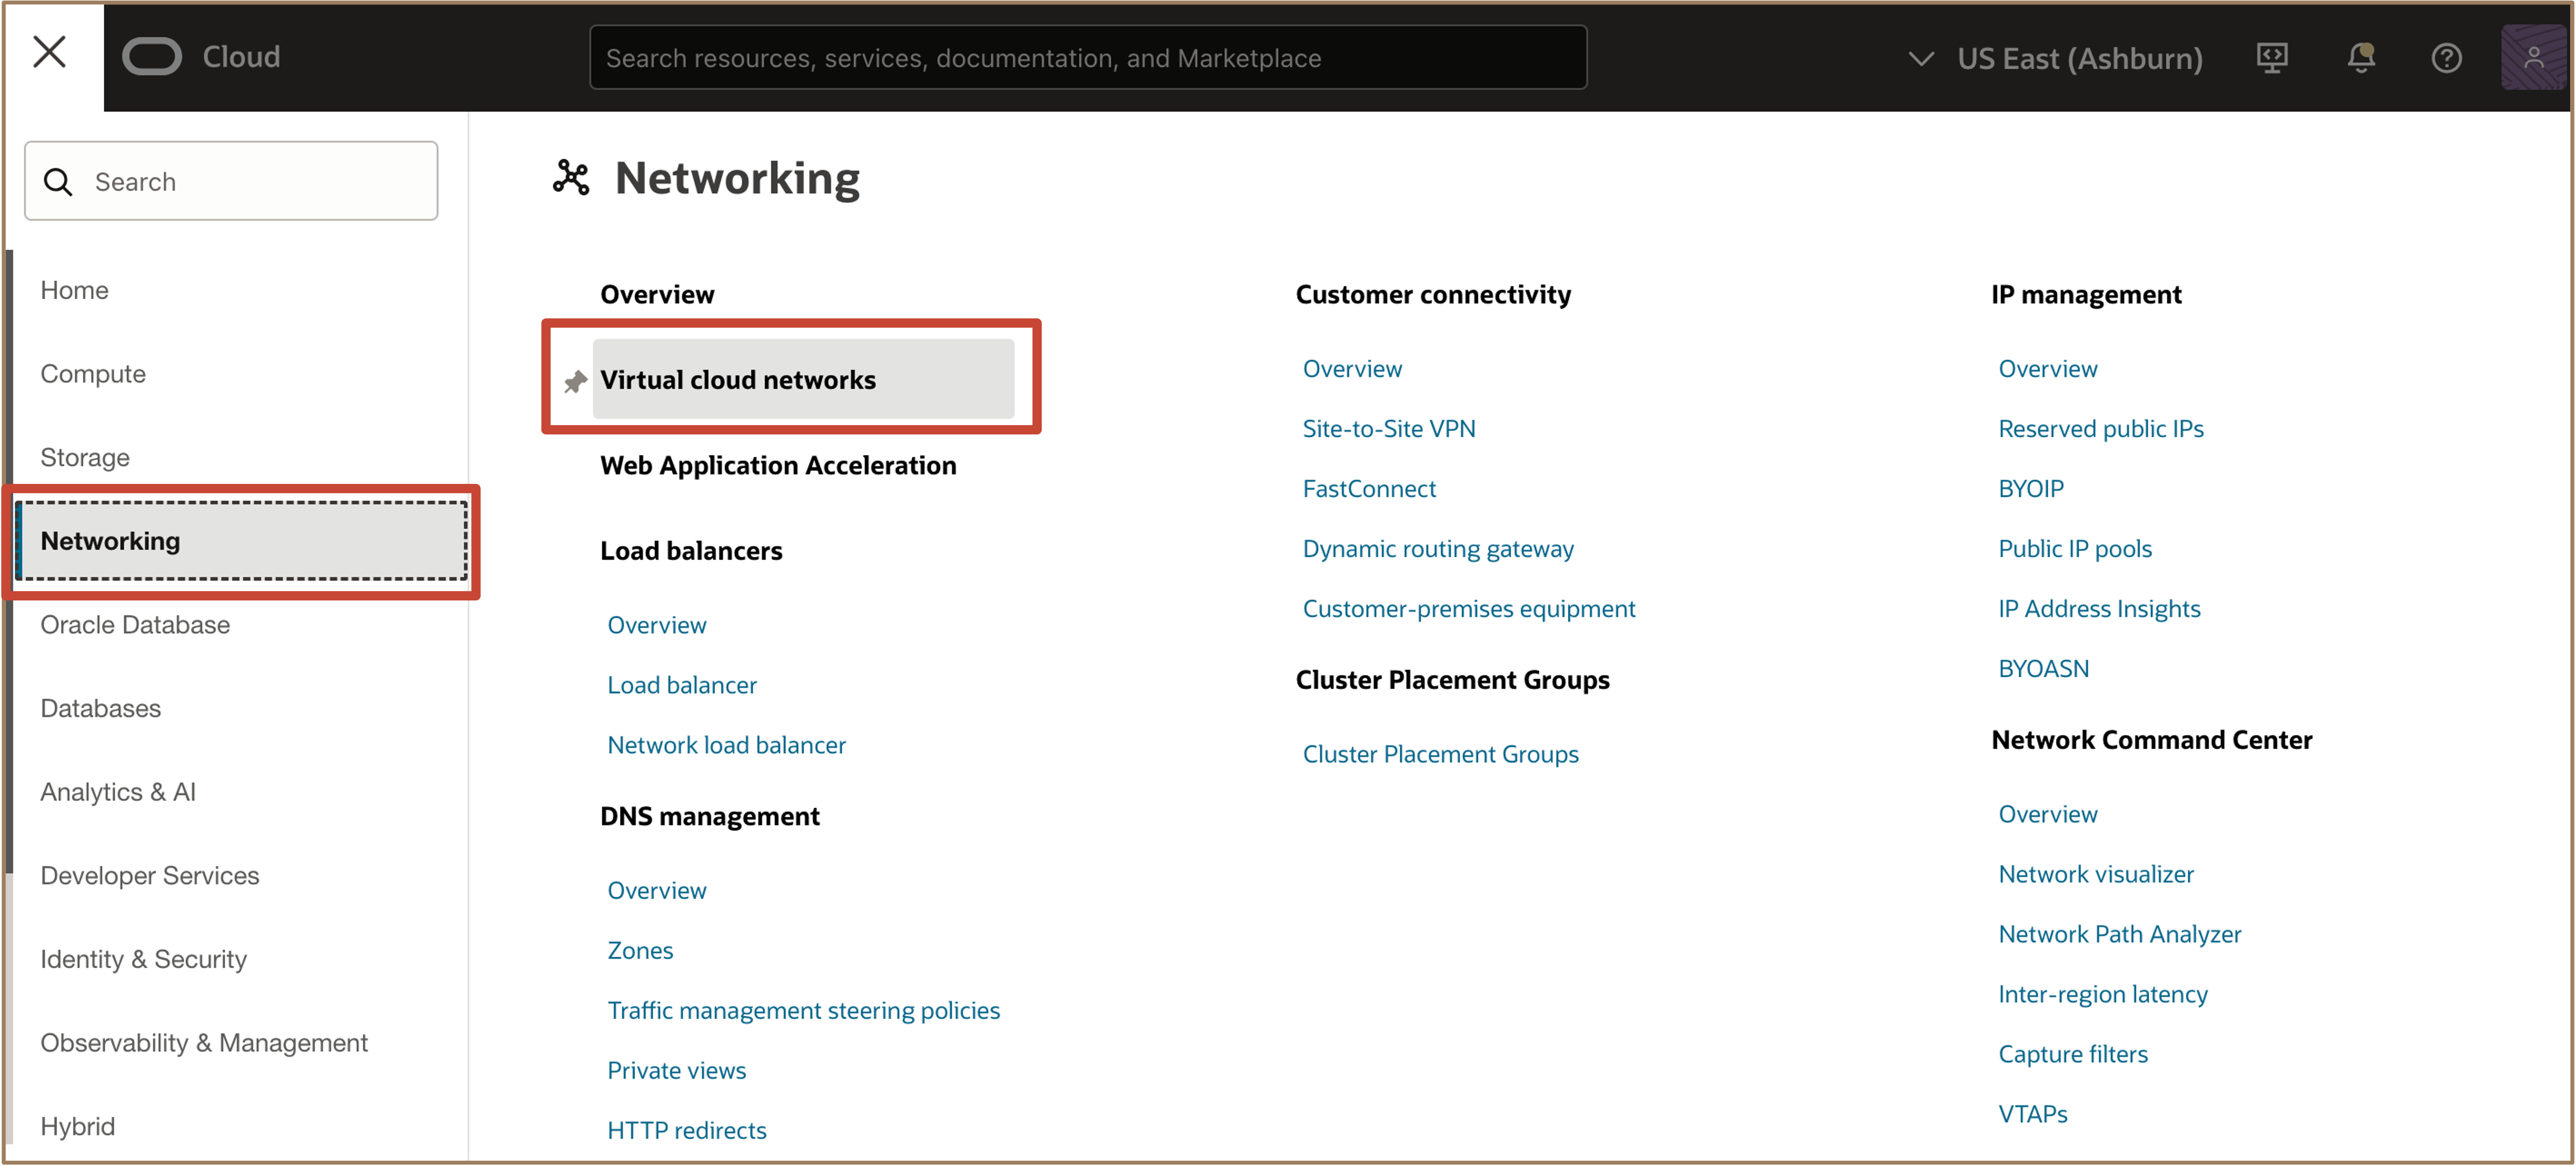 Cloud
Search resources, services, documentation, and Marketplace
US East (Ashburn)
Search
Home
Compute
Storage
Networking
Oracle Database
Databases
Analytics & AI
Developer Services
Identity & Security
Observability & Management
Hybrid
Networking
Overview
Virtual cloud networks
Web Application Acceleration
Load balancers
Overview
Load balancer
Network load balancer
DNS management
Overview
Zones
Traffic management steering policies
Private views
HTTP redirects
Customer connectivity
Overview
Site-to-Site VPN
FastConnect
Dynamic routing gateway
Customer-premises equipment
Cluster Placement Groups
Cluster Placement Groups
IP management
Overview
Reserved public IPs
BYOIP
Public IP pools
IP Address Insights
BYOASN
Network Command Center
Overview
Network visualizer
Network Path Analyzer
Inter-region latency
Capture filters
VTAPs